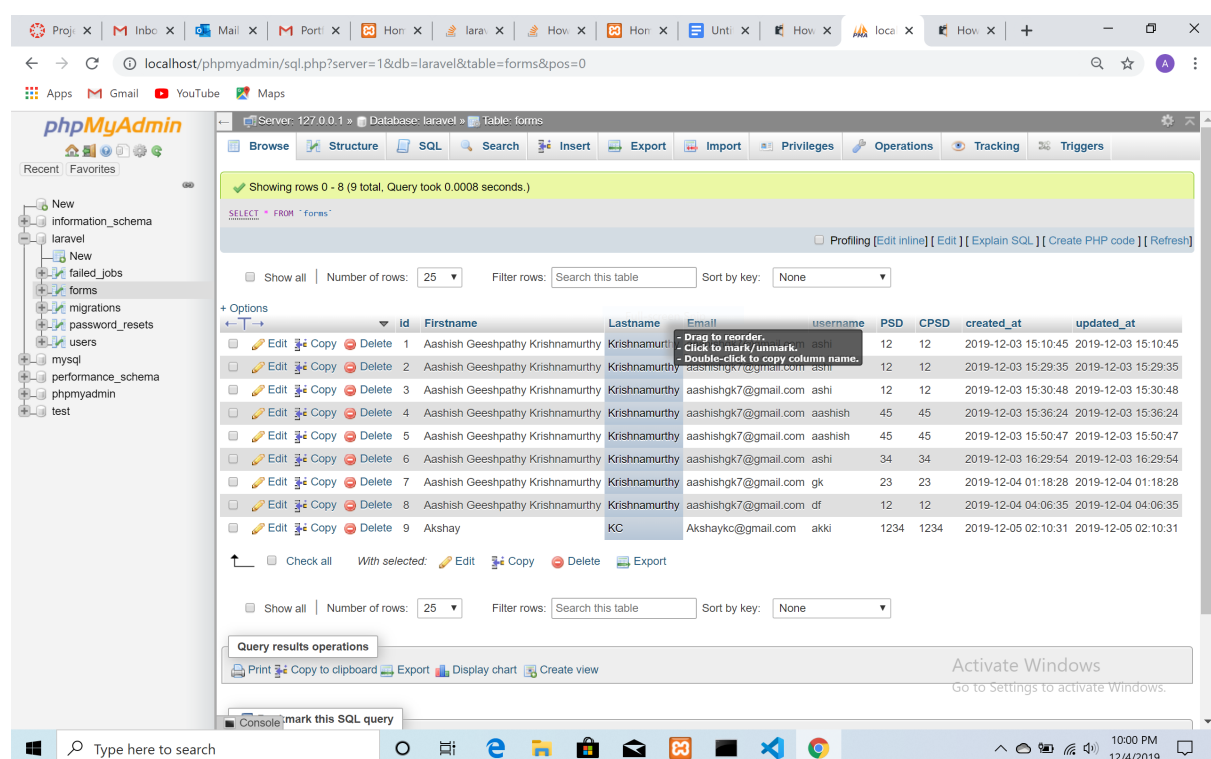 Proje Inbo Mail Portf Hom larav How Hom Unti How local How
localhost/phpmyadmin/sql.php?server=1&db=laravel&table=forms&pos=0 A
Apps Gmail YouTube Maps
phpMyAdmin
Recent Favorites
New
information_schema
laravel
New
failed_jobs
forms
migrations
password_resets
users
mysql
performance_schema
phpmyadmin
test
Server: 127.0.0.1 » Database: laravel » Table: forms
Browse Structure SQL Search Insert Export Import Privileges Operations Tracking Triggers
Showing rows 0 - 8 (9 total, Query took 0.0008 seconds.)
SELECT * FROM `forms`
Profiling [Edit inline] [ Edit ] [ Explain SQL ] [ Create PHP code ] [ Refresh]
Show all Number of rows: 25 Filter rows: Search this table Sort by key: None
+ Options
id Firstname Lastname Email username PSD CPSD created_at updated_at
- Drag to reorder.
- Click to mark/unmark.
- Double-click to copy column name.
Edit Copy Delete 1 Aashish Geeshpathy Krishnamurthy Krishnamurthy ashi 12 12 2019-12-03 15:10:45 2019-12-03 15:10:45
Edit Copy Delete 2 Aashish Geeshpathy Krishnamurthy Krishnamurthy aashishgk7@gmail.com ashi 12 12 2019-12-03 15:29:35 2019-12-03 15:29:35
Edit Copy Delete 3 Aashish Geeshpathy Krishnamurthy Krishnamurthy aashishgk7@gmail.com ashi 12 12 2019-12-03 15:30:48 2019-12-03 15:30:48
Edit Copy Delete 4 Aashish Geeshpathy Krishnamurthy Krishnamurthy aashishgk7@gmail.com aashish 45 45 2019-12-03 15:36:24 2019-12-03 15:36:24
Edit Copy Delete 5 Aashish Geeshpathy Krishnamurthy Krishnamurthy aashishgk7@gmail.com aashish 45 45 2019-12-03 15:50:47 2019-12-03 15:50:47
Edit Copy Delete 6 Aashish Geeshpathy Krishnamurthy Krishnamurthy aashishgk7@gmail.com ashi 34 34 2019-12-03 16:29:54 2019-12-03 16:29:54
Edit Copy Delete 7 Aashish Geeshpathy Krishnamurthy Krishnamurthy aashishgk7@gmail.com gk 23 23 2019-12-04 01:18:28 2019-12-04 01:18:28
Edit Copy Delete 8 Aashish Geeshpathy Krishnamurthy Krishnamurthy aashishgk7@gmail.com df 12 12 2019-12-04 04:06:35 2019-12-04 04:06:35
Edit Copy Delete 9 Akshay KC Akshaykc@gmail.com akki 1234 1234 2019-12-05 02:10:31 2019-12-05 02:10:31
Check all With selected: Edit Copy Delete Export
Show all Number of rows: 25 Filter rows: Search this table Sort by key: None
Query results operations
Print Copy to clipboard Export Display chart Create view
Activate Windows
Go to Settings to activate Windows.
Console mark this SQL query
Type here to search
10:00 PM
12/4/2019